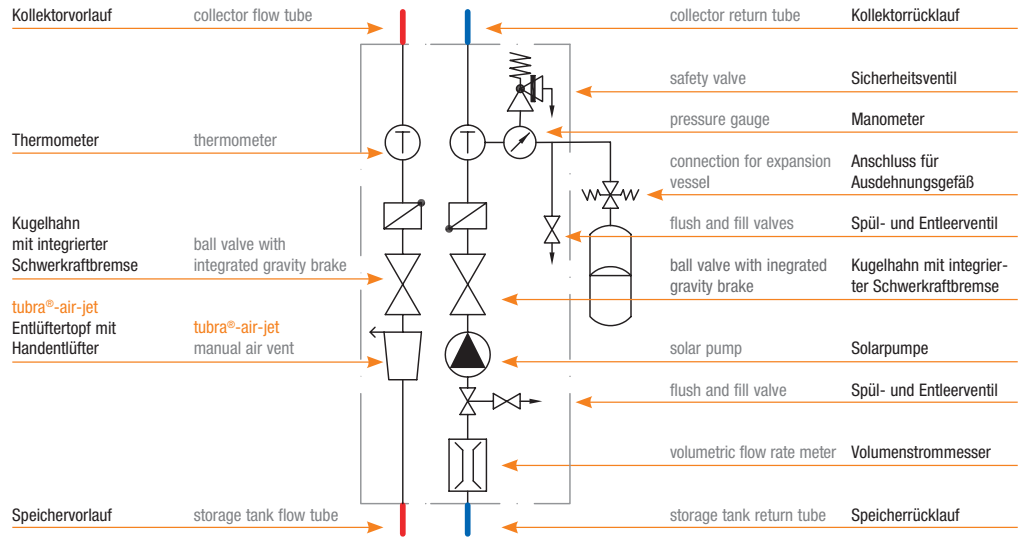 Kollektorvorlauf collector flow tube
collector return tube Kollektorrücklauf
safety valve Sicherheitsventil
pressure gauge Manometer
Thermometer thermometer
T T
connection for expansion Anschluss für
vessel Ausdehnungsgefäß
Kugelhahn
mit integrierter ball valve with
Schwerkraftbremse integrated gravity brake
flush and fill valves Spül- und Entleerventil
ball valve with inegrated Kugelhahn mit integrier-
gravity brake ter Schwerkraftbremse
tubra®-air-jet
Entlüftertopf mit tubra®-air-jet
Handentlüfter manual air vent
solar pump Solarpumpe
flush and fill valve Spül- und Entleerventil
volumetric flow rate meter Volumenstrommesser
Speichervorlauf storage tank flow tube
storage tank return tube Speicherrücklauf